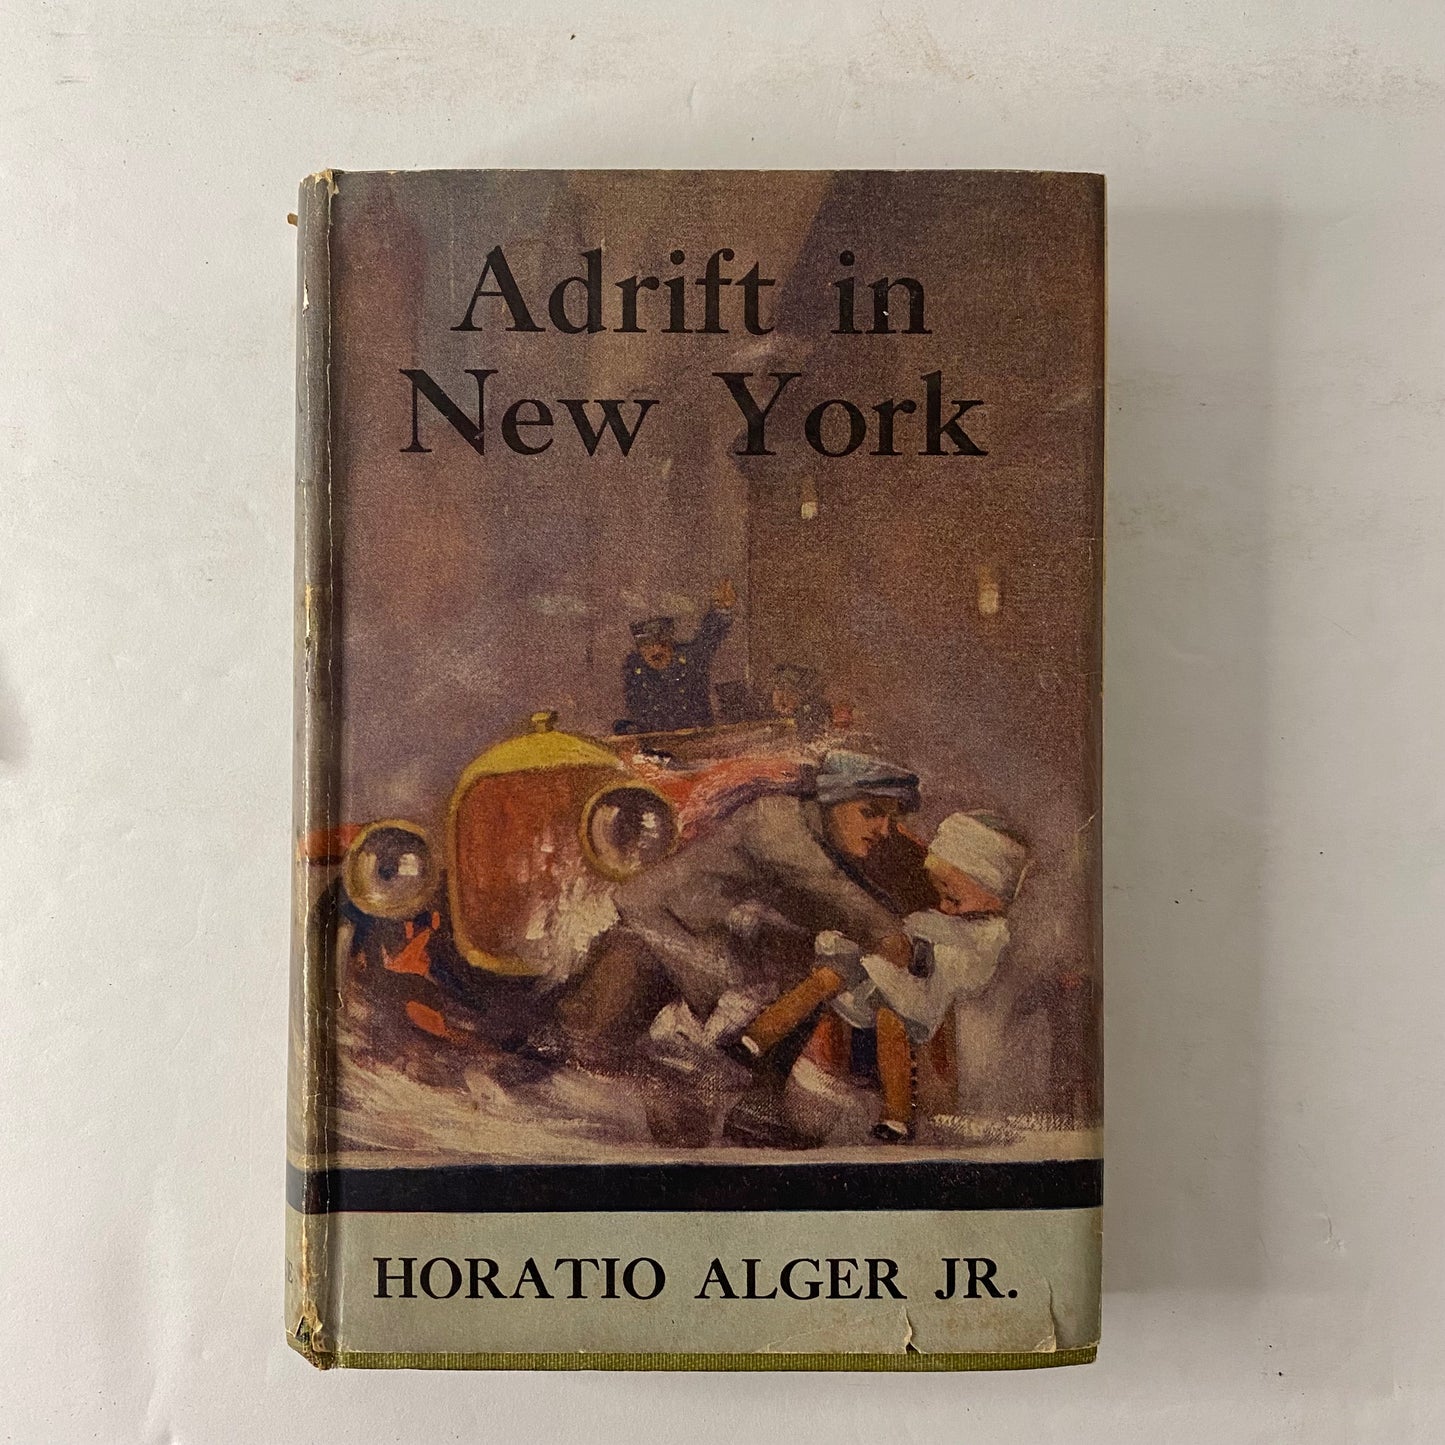 Adrift in
New York
HORATIO ALGER JR.